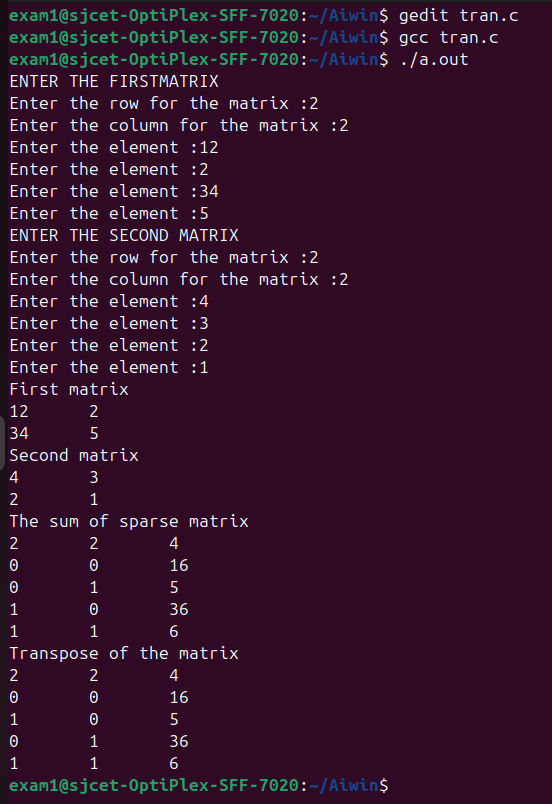 exam1@sjcet-OptiPlex-SFF-7020:~/Aiwin$ gedit tran.c
exam1@sjcet-OptiPlex-SFF-7020:~/Aiwin$ gcc tran.c
exam1@sjcet-OptiPlex-SFF-7020:~/Aiwin$ ./a.out
ENTER THE FIRSTMATRIX
Enter the row for the matrix :2
Enter the column for the matrix :2
Enter the element :12
Enter the element :2
Enter the element :34
Enter the element :5
ENTER THE SECOND MATRIX
Enter the row for the matrix :2
Enter the column for the matrix :2
Enter the element :4
Enter the element :3
Enter the element :2
Enter the element :1
First matrix
12      2
34      5
Second matrix
4       3
2       1
The sum of sparse matrix
2       2       4
0       0       16
0       1       5
1       0       36
1       1       6
Transpose of the matrix
2       2       4
0       0       16
1       0       5
0       1       36
1       1       6
exam1@sjcet-OptiPlex-SFF-7020:~/Aiwin$